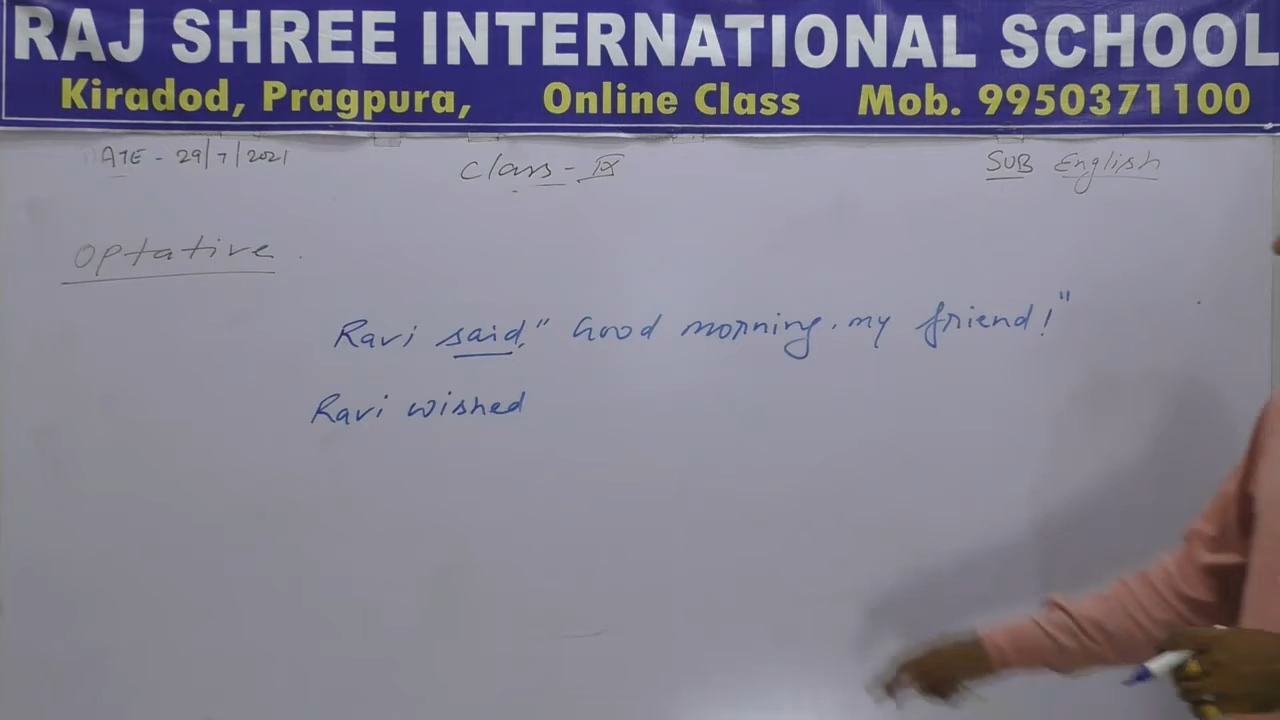 RAJ SHREE INTERNATIONAL SCHOOL
Kiradod, Pragpura, Online Class Mob. 9950371100
ATE - 29/7/2021 Class - IX SUB English
Optative
Ravi said," Good morning, my friend!"
Ravi wished